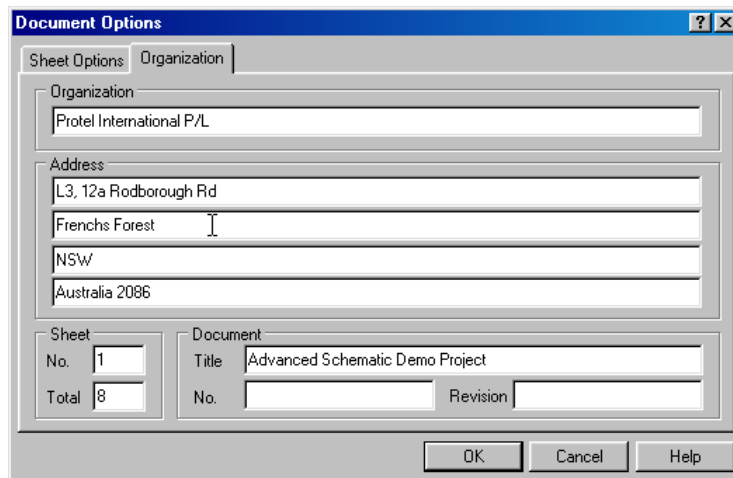 Document Options
Sheet Options Organization
Organization
Protel International P/L
Address
L3, 12a Rodborough Rd
Frenchs Forest
NSW
Australia 2086
Sheet
No. 1
Total 8
Document
Title Advanced Schematic Demo Project
No. Revision
OK Cancel Help